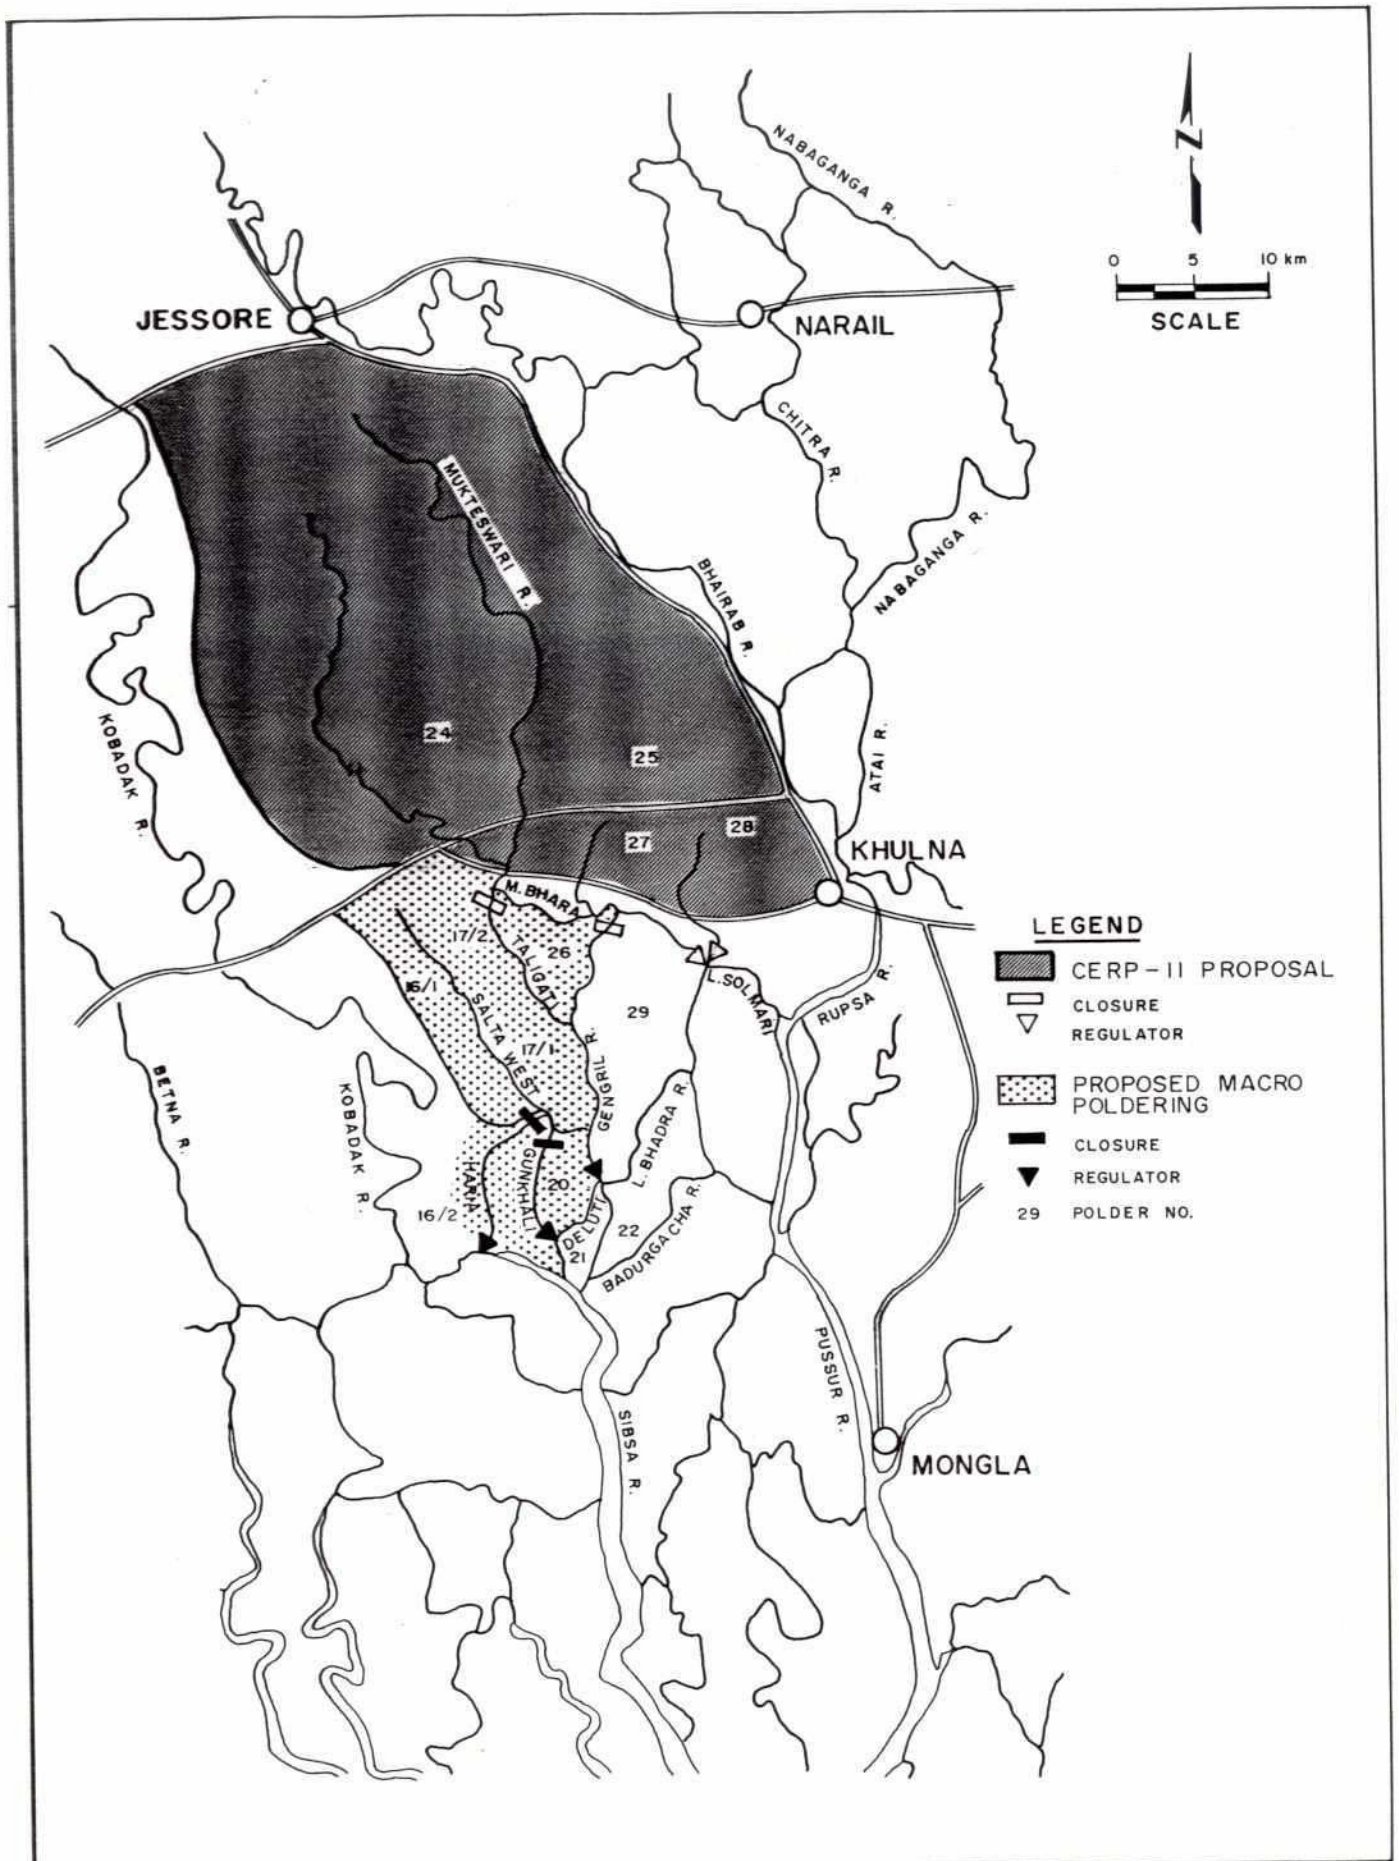 NABAGANGA R.
N
0 5 10 km
SCALE
JESSORE
NARAIL
CHITRA R.
MUKTESWARI R.
NABAGANGA R.
BHAIRAB R.
KOBADAK R.
24
25
ATAI R.
27
28
KHULNA
M. BHARA
LEGEND
CERP-II PROPOSAL
CLOSURE
REGULATOR
PROPOSED MACRO
POLDERING
CLOSURE
REGULATOR
29 POLDER NO.
17/2
TALIGATI
26
16/1
SALTA WEST
L. SOLMARI
RUPSA R.
29
17/1
GENGRIL R.
BETNA R.
KOBADAK R.
L. BHADRA R.
HARIA
GUNKHALI
20
16/2
DELUTI
22
21
BADURGACHA R.
PUSSUR R.
SIBSA R.
MONGLA